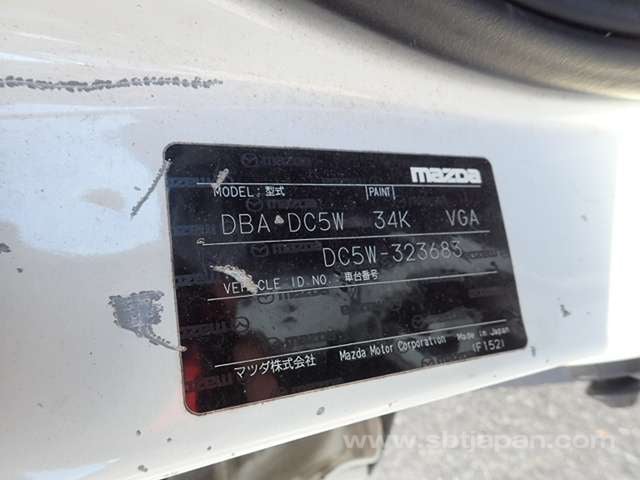 mazda
MODEL: 型式 PAINT
DBA-DC5W 34K VGA
DC5W-323683
VEHICLE ID.NO. 車台番号
マツダ株式会社 Mazda Motor Corporation Made in Japan
(F152)
www.sbtjapan.com